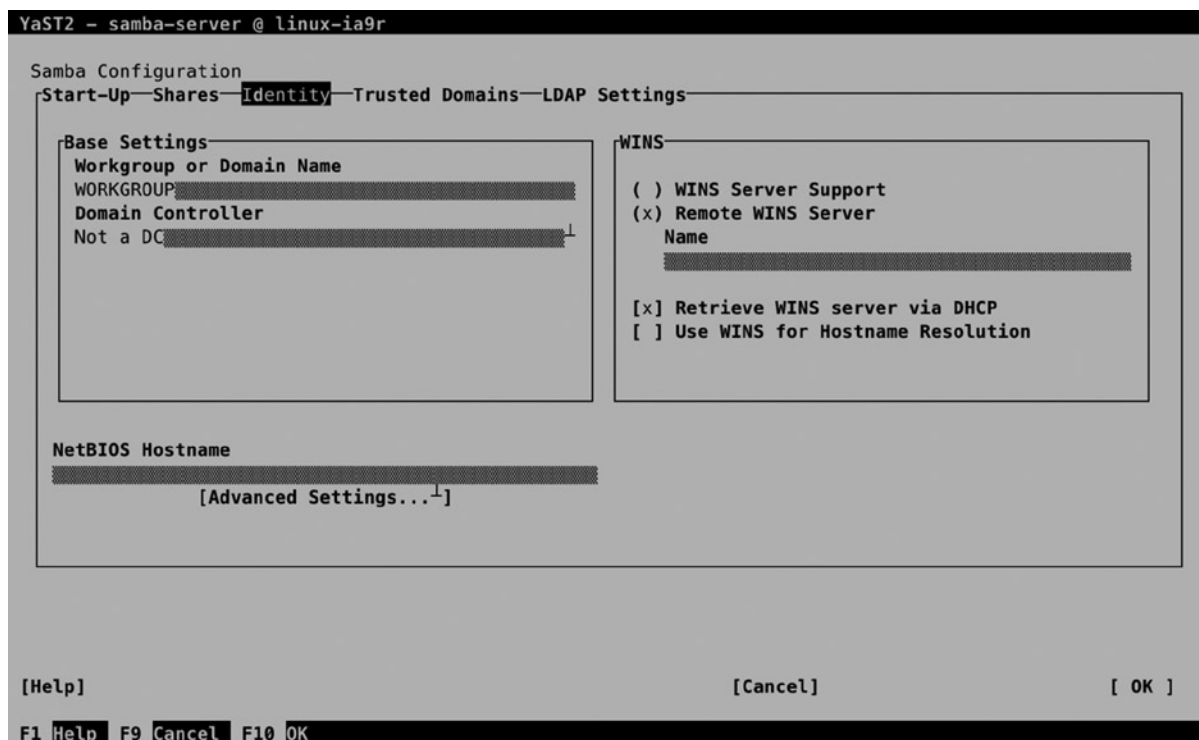 YaST2 – samba–server @ linux–ia9r
Samba Configuration
Start–Up Shares Identity Trusted Domains LDAP Settings
Base Settings
Workgroup or Domain Name
WORKGROUP
Domain Controller
Not a DC
WINS
( ) WINS Server Support
(x) Remote WINS Server
Name
[x] Retrieve WINS server via DHCP
[ ] Use WINS for Hostname Resolution
NetBIOS Hostname
[Advanced Settings...┴]
[Help] [Cancel] [ OK ]
F1 Help F9 Cancel F10 OK